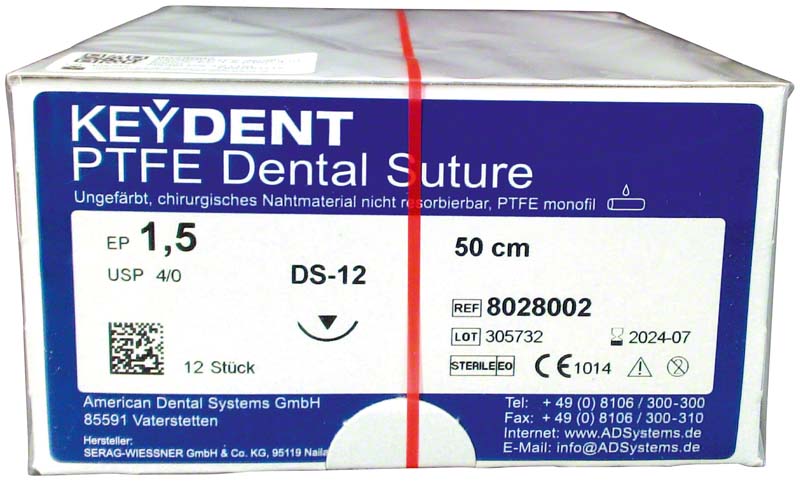 KEYDENT
PTFE Dental Suture
Ungefärbt, chirurgisches Nahtmaterial nicht resorbierbar, PTFE monofil
EP 1,5
USP 4/0
DS-12
50 cm
REF 8028002
LOT 305732 2024-07
12 Stück
STERILE EO CE 1014
American Dental Systems GmbH
85591 Vaterstetten
Hersteller:
SERAG-WIESSNER GmbH & Co. KG, 95119 Naila
Tel: + 49 (0) 8106 / 300-300
Fax: + 49 (0) 8106 / 300-310
Internet: www.ADSystems.de
E-Mail: info@ADSystems.de